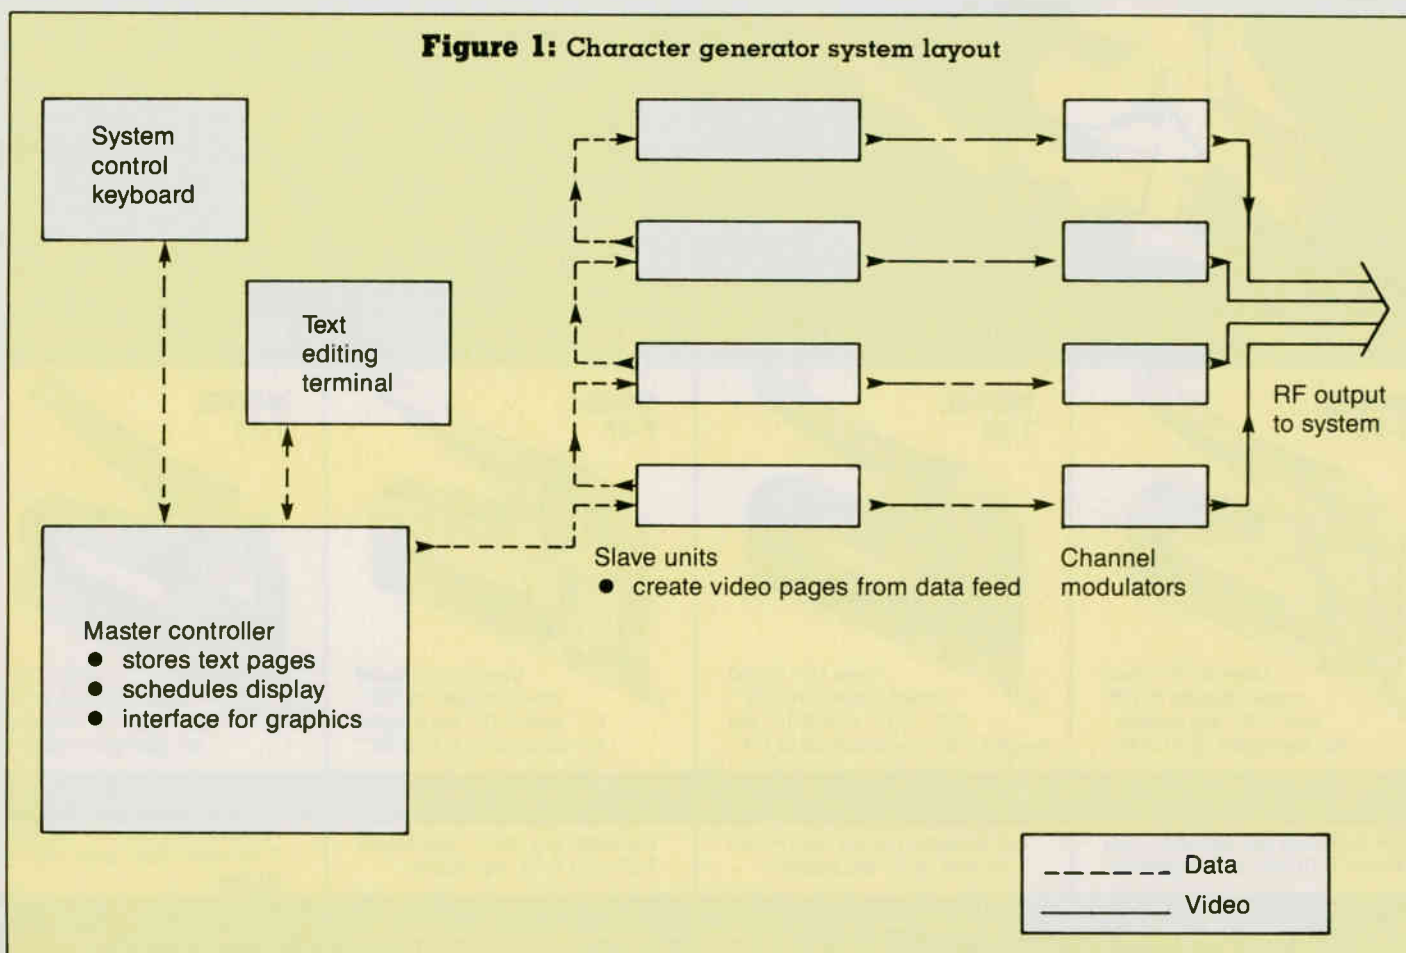 Figure 1: Character generator system layout
System
control
keyboard
Text
editing
terminal
Master controller
● stores text pages
● schedules display
● interface for graphics
Slave units
● create video pages from data feed
Channel
modulators
RF output
to system
Data
Video